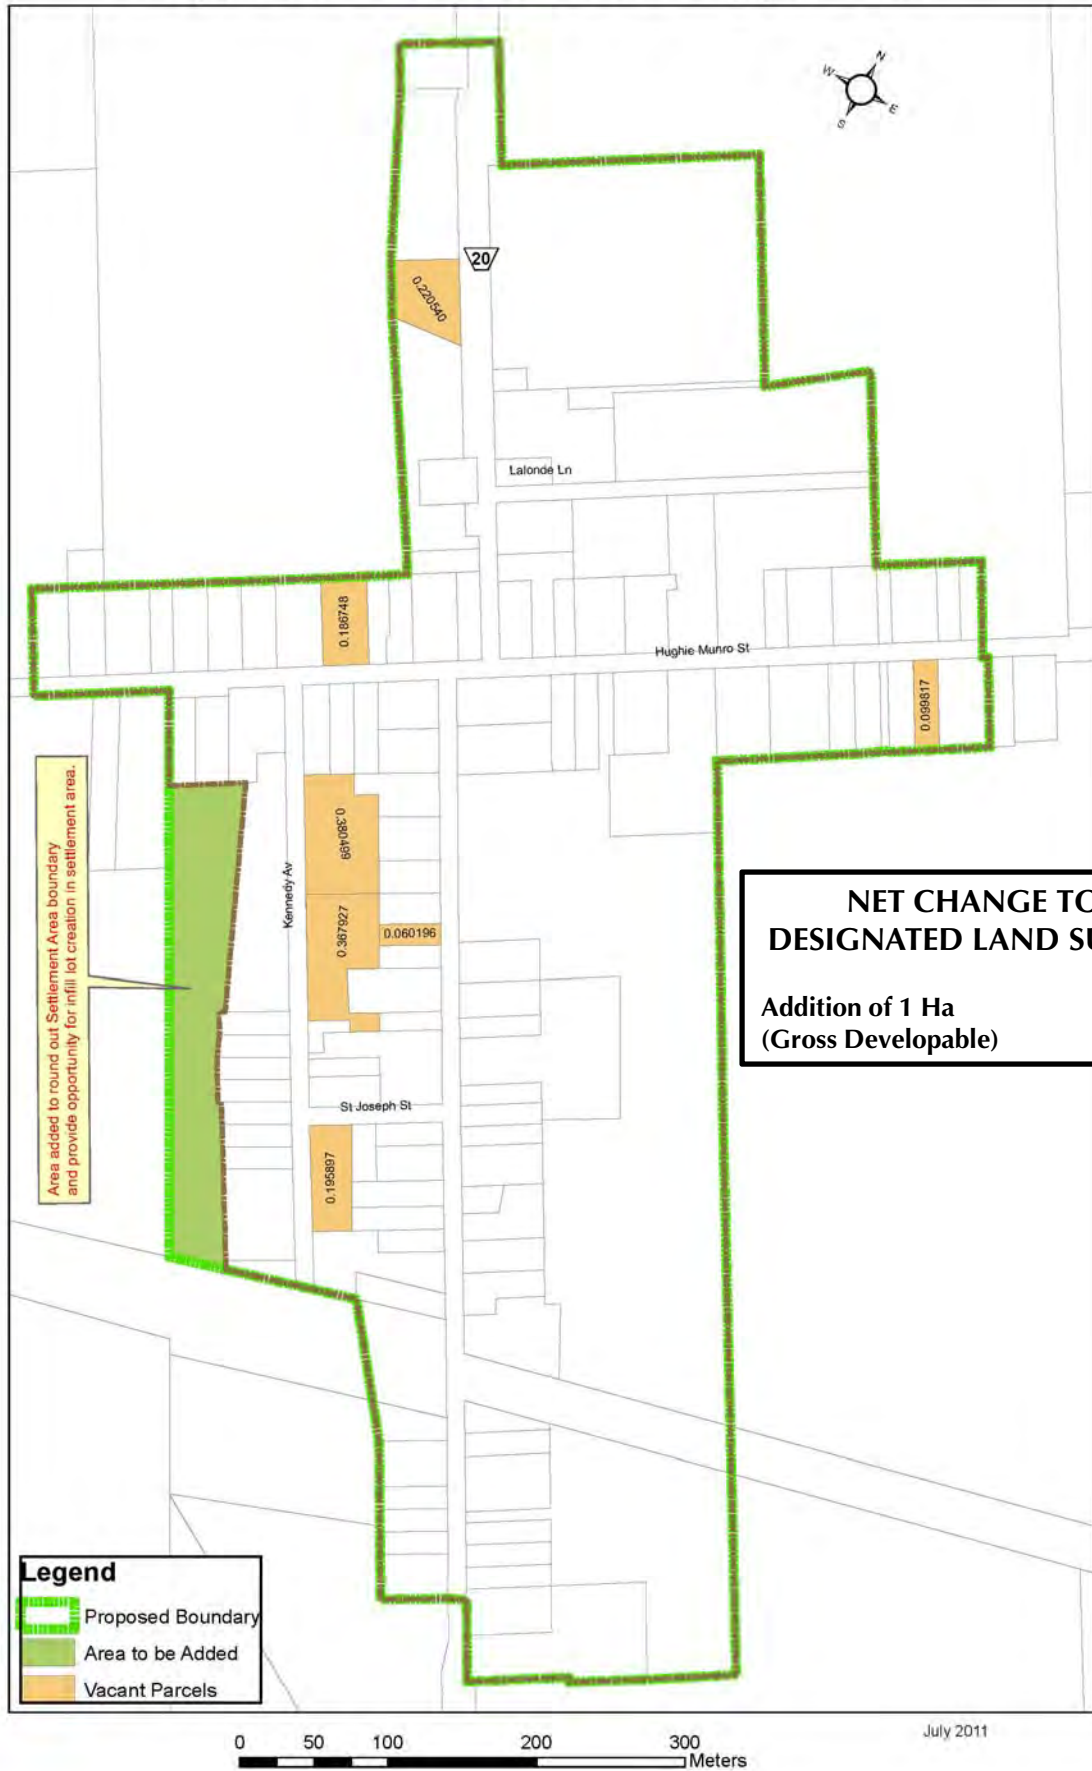 N
W
E
S
20
0.220540
Lalonde Ln
0.186748
Hughie Munro St
0.099817
Area added to round out Settlement Area boundary
and provide opportunity for infill lot creation in settlement area.
Kennedy Av
0.380499
0.367927
0.060196
NET CHANGE TO
DESIGNATED LAND
Addition of 1 Ha
(Gross Developable)
St Joseph St
0.195897
Legend
Proposed Boundary
Area to be Added
Vacant Parcels
July 2011
0 50 100 200 300
Meters